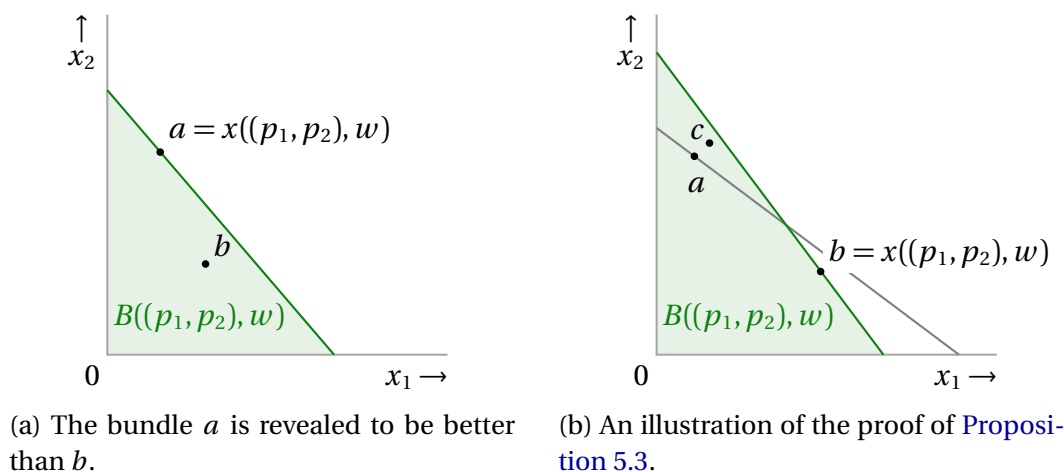 ↑
x₂
a = x((p₁, p₂), w)
b
B((p₁, p₂), w)
0
x₁ →
(a) The bundle a is revealed to be better
than b.
↑
x₂
c
a
b = x((p₁, p₂), w)
B((p₁, p₂), w)
0
x₁ →
(b) An illustration of the proof of Proposi-
tion 5.3.